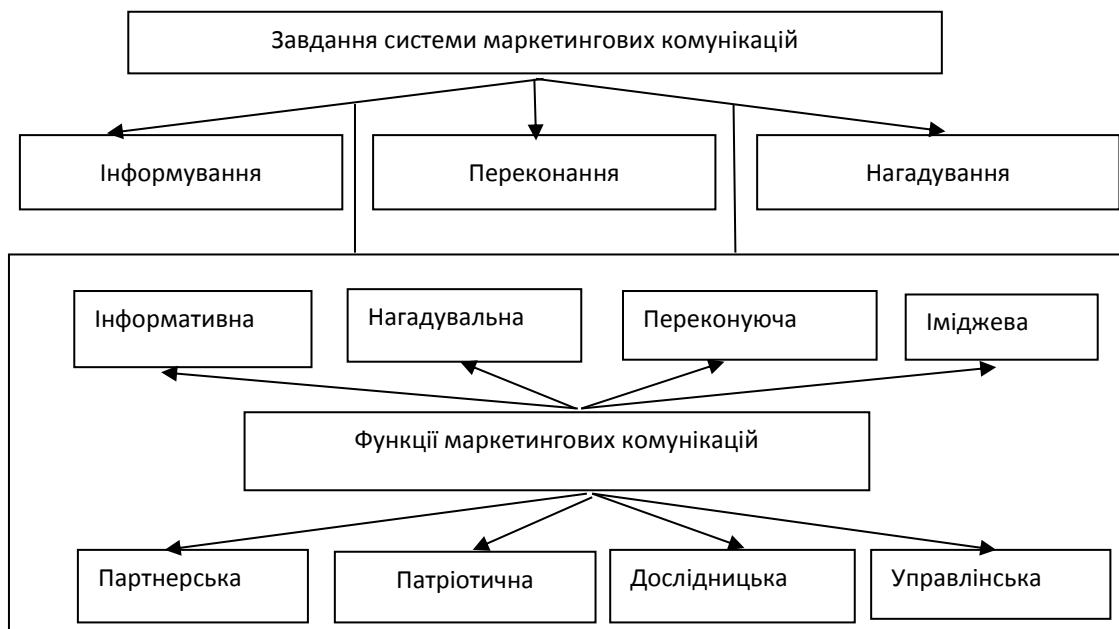 Завдання системи маркетингових комунікацій
Інформування
Переконання
Нагадування
Інформативна
Нагадувальна
Переконуюча
Іміджева
Функції маркетингових комунікацій
Партнерська
Патріотична
Дослідницька
Управлінська